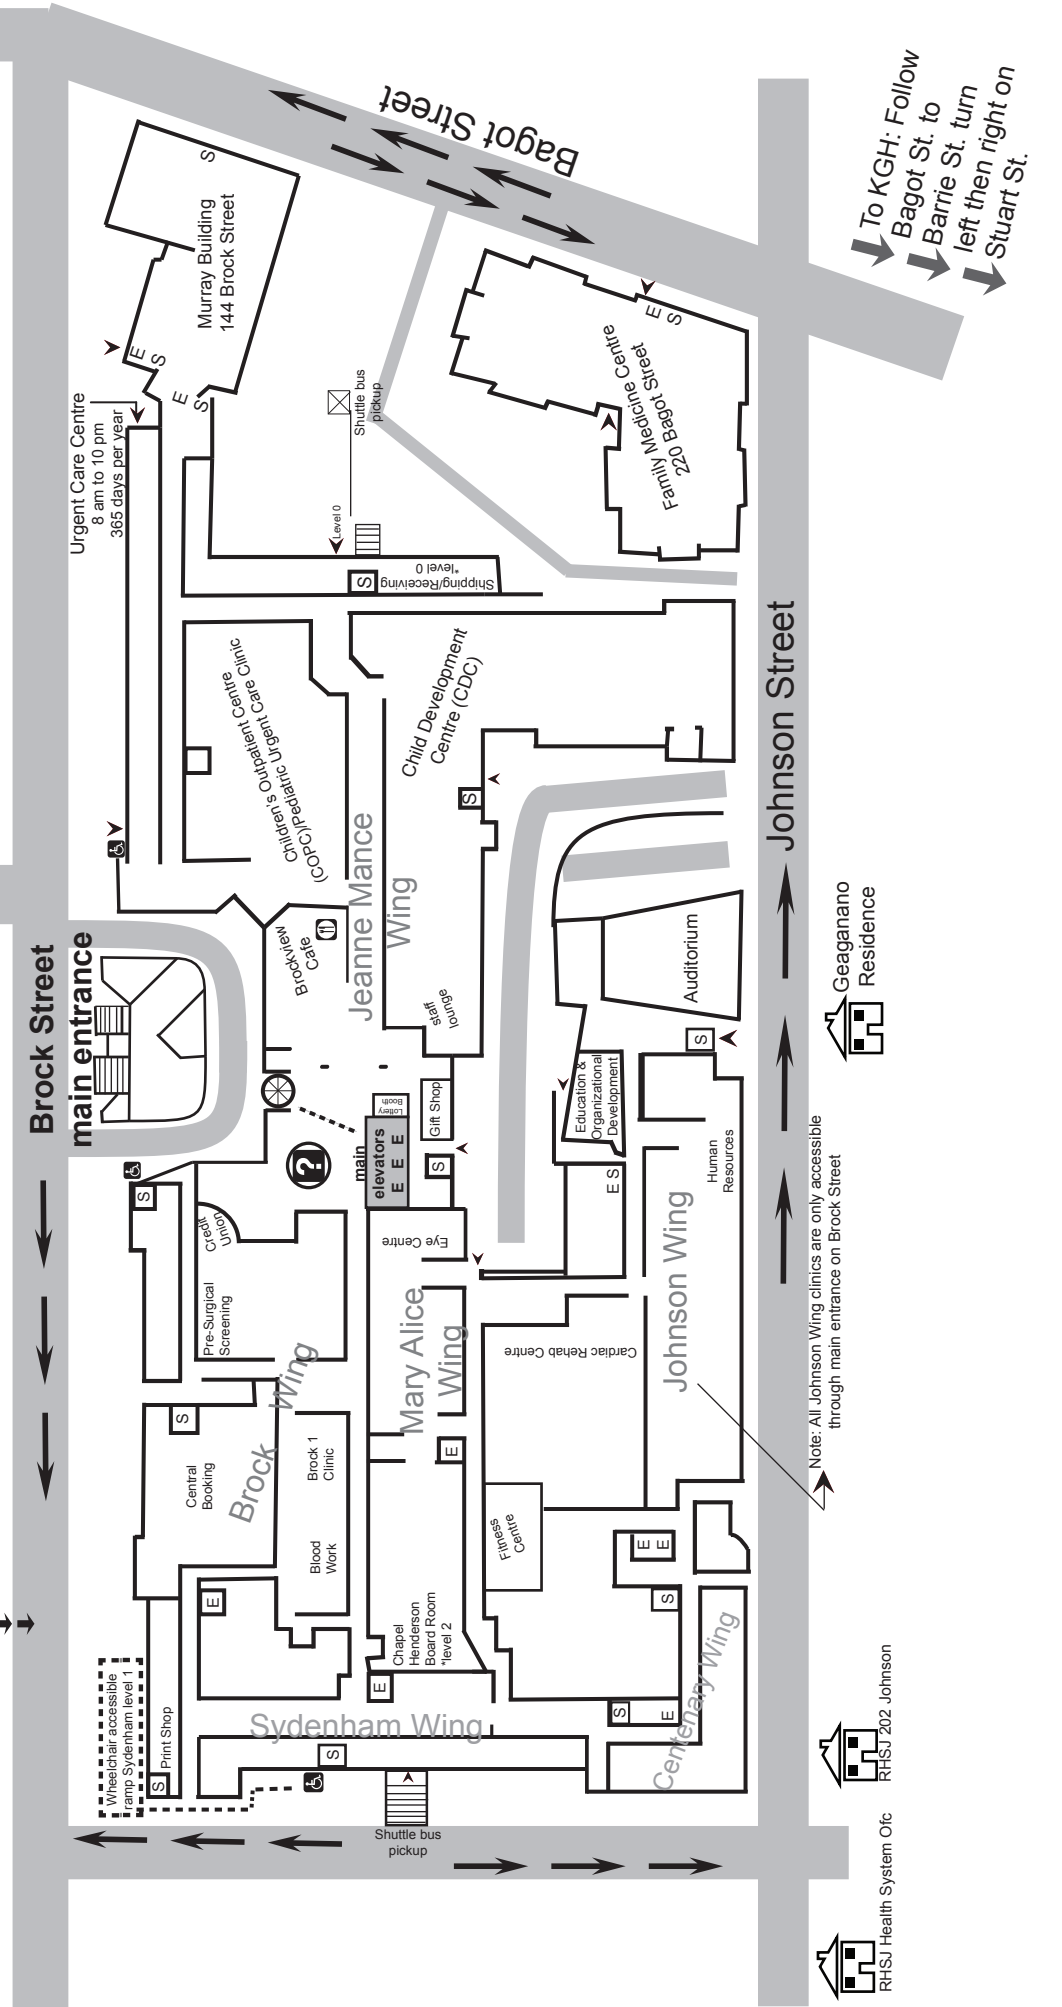 Brock Street
main entrance
Urgent Care Centre
8 am to 10 pm
365 days per year
Murray Building
144 Brock Street
S
E
S
E
S
Bagot Street
To KGH: Follow
Bagot St. to
Barrie St. turn
left then right on
Stuart St.
Shuttle bus
pickup
Level 0
S
Shipping/Receiving
*level 0
Family Medicine Centre
220 Bagot Street
E
S
Children's Outpatient Centre
(COPC)/Pediatric Urgent Care Clinic
Child Development
Centre (CDC)
S
Jeanne Mance
Wing
Brockview
Cafe
staff
lounge
Lottery
Booth
Gift Shop
S
main
elevators
E E E
?
Eye Centre
Credit
Union
S
Pre-Surgical
Screening
Brock Wing
S
Central
Booking
Brock 1
Clinic
Blood
Work
E
Mary Alice
Wing
E
Chapel
Henderson
Board Room
*level 2
E
Sydenham Wing
S
Wheelchair accessible
ramp Sydenham level 1
Print Shop
S
Shuttle bus
pickup
Auditorium
S
Education &
Organizational
Development
E S
Human
Resources
Johnson Wing
Cardiac Rehab Centre
Fitness
Centre
E E
S
S
E
Centenary Wing
Johnson Street
Geaganano
Residence
Note: All Johnson Wing clinics are only accessible
through main entrance on Brock Street
RHSJ 202 Johnson
RHSJ Health System Ofc